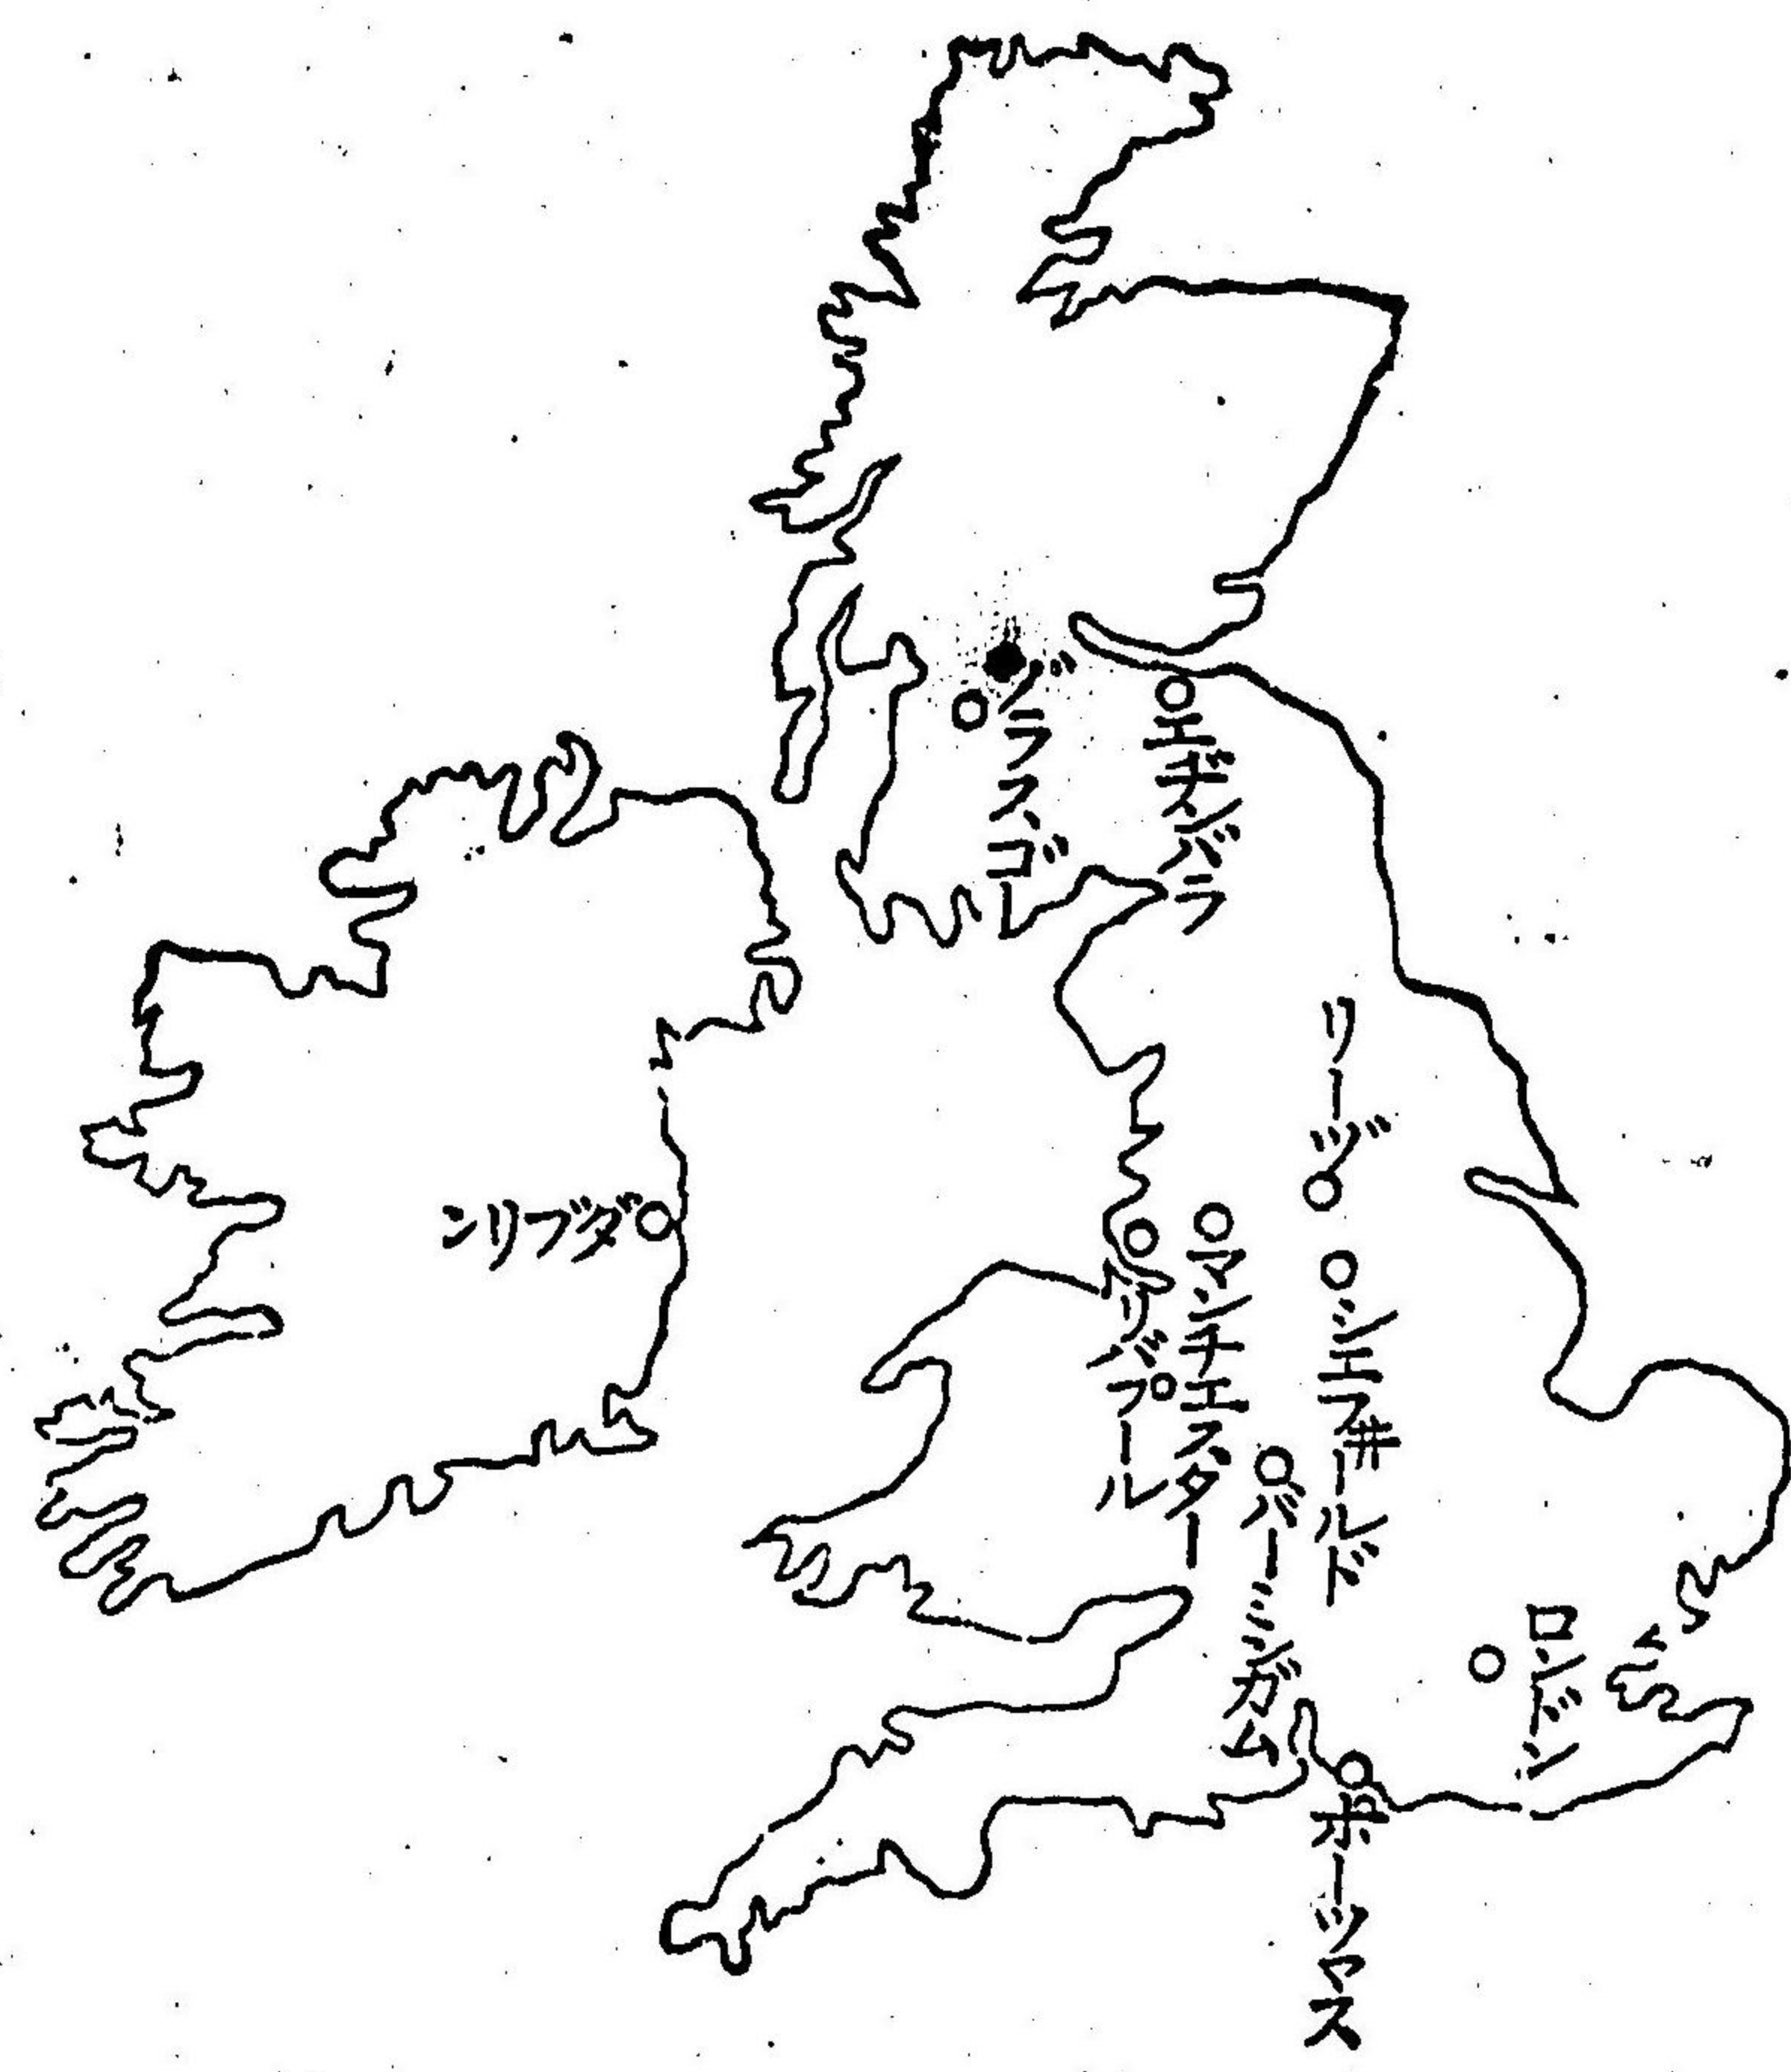 グラスゴー
エヂンバラ
リーヅ
ダブリン
リバプール
マンチエスター
シエフヰールド
バーミンガム
ロンドン
ポーツマス